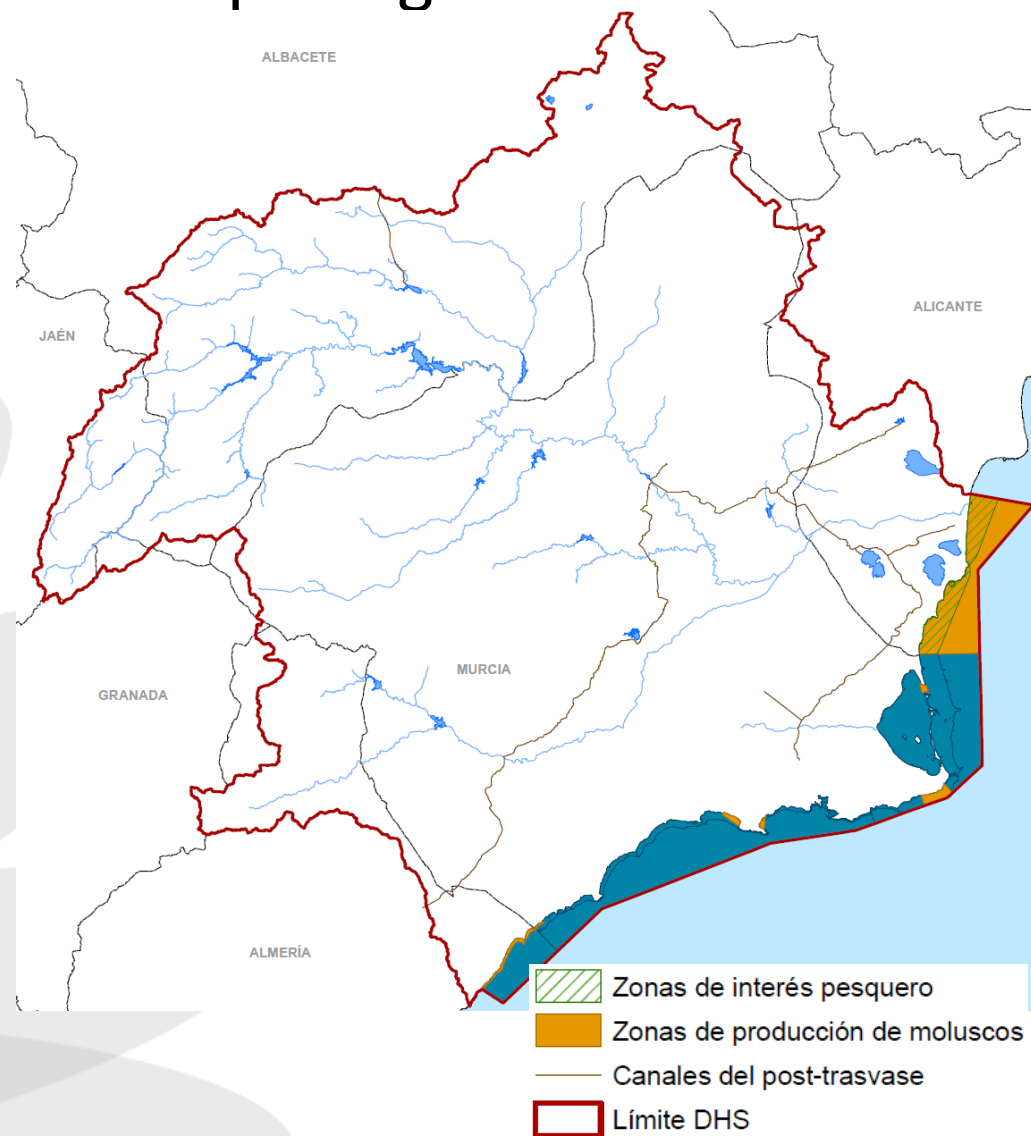 ALBACETE
ALICANTE
JAÉN
MURCIA
GRANADA
ALMERÍA
Zonas de interés pesquero
Zonas de producción de moluscos
Canales del post-trasvase
Límite DHS